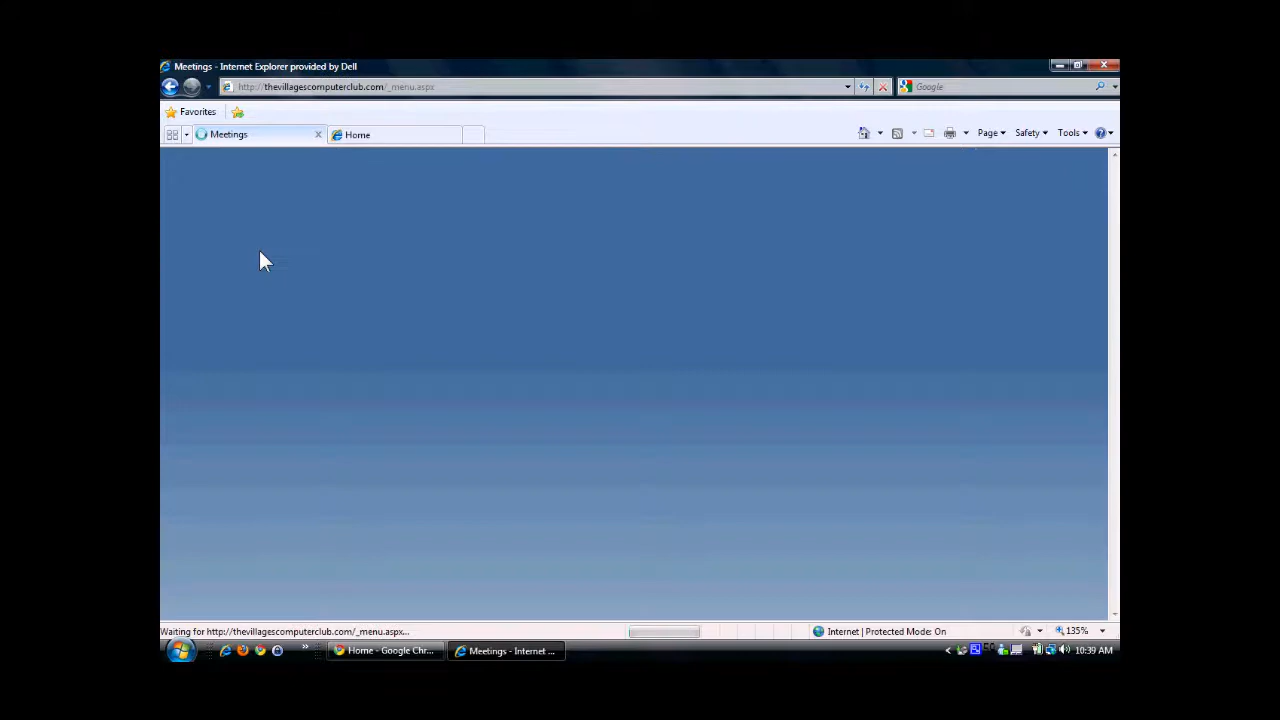 Meetings - Internet Explorer provided by Dell
http://thevillagescomputerclub.com/_menu.aspx
Google
Favorites
Meetings
Home
Page
Safety
Tools
Waiting for http://thevillagescomputerclub.com/_menu.aspx...
Internet | Protected Mode: On
135%
Home - Google Chr...
Meetings - Internet ...
10:39 AM